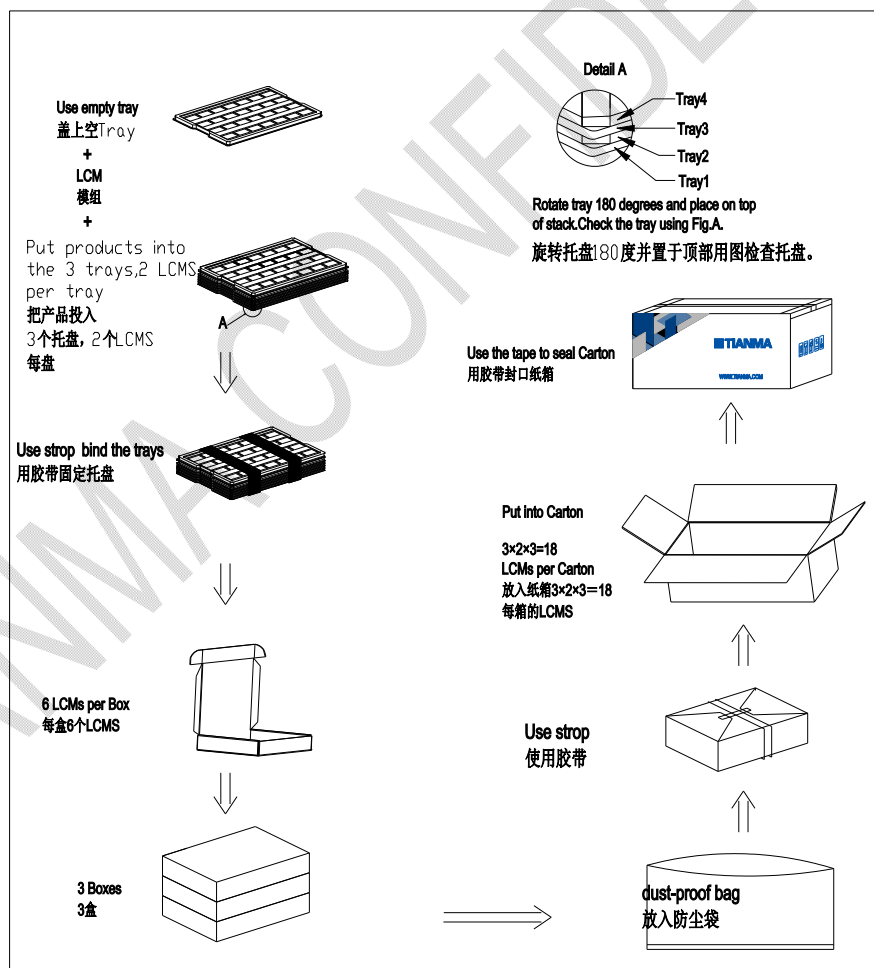 Use empty tray
盖上空Tray
+
LCM
模组
+
Put products into
the 3 trays,2 LCMS
per tray
把产品投入
3个托盘，2个LCMS
每盘
A
Use strop bind the trays
用胶带固定托盘
6 LCMs per Box
每盒6个LCMS
3 Boxes
3盒
Detail A
Tray4
Tray3
Tray2
Tray1
Rotate tray 180 degrees and place on top
of stack.Check the tray using Fig.A.
旋转托盘180度并置于顶部用图检查托盘。
Use the tape to seal Carton
用胶带封口纸箱
TIANMA
WWW.TIANMA.COM
Put into Carton
3×2×3=18
LCMs per Carton
放入纸箱3×2×3＝18
每箱的LCMS
Use strop
使用胶带
dust-proof bag
放入防尘袋
ANMA CONFIDE